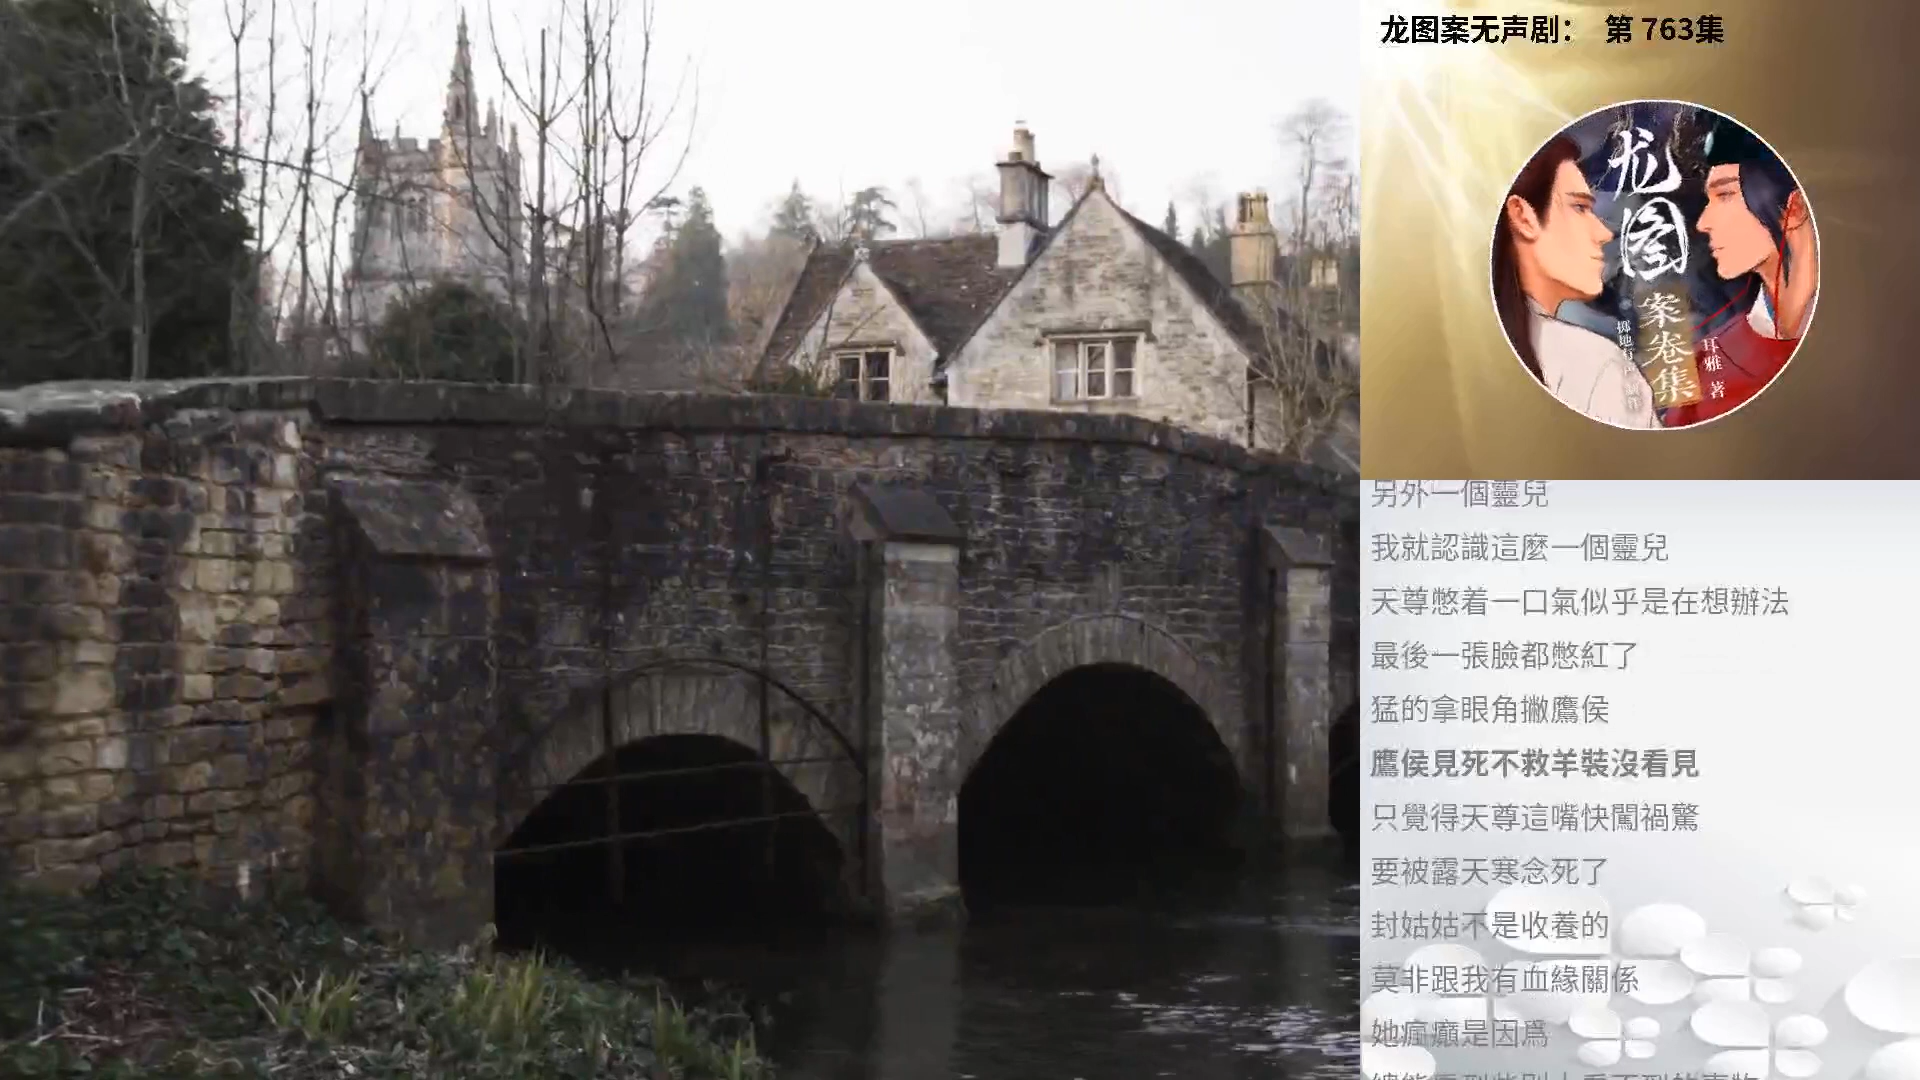 龙图案无声剧： 第 763集
龙图
案卷集
耳雅 著
另外一個靈兒
我就認識這麼一個靈兒
天尊憋着一口氣似乎是在想辦法
最後一張臉都憋紅了
猛的拿眼角撇鷹侯
鷹侯見死不救羊裝沒看見
只覺得天尊這嘴快闖禍驚
要被露天寒念死了
封姑姑不是收養的
莫非跟我有血緣關係
她瘋癲是因爲